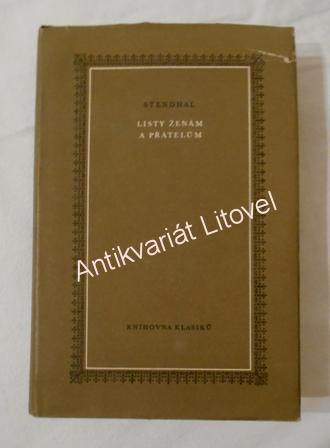 STENDHAL
LISTY ŽENÁM
A PŘÁTELŮM
Antikvariát Litovel
KNIHOVNA KLASIKŮ